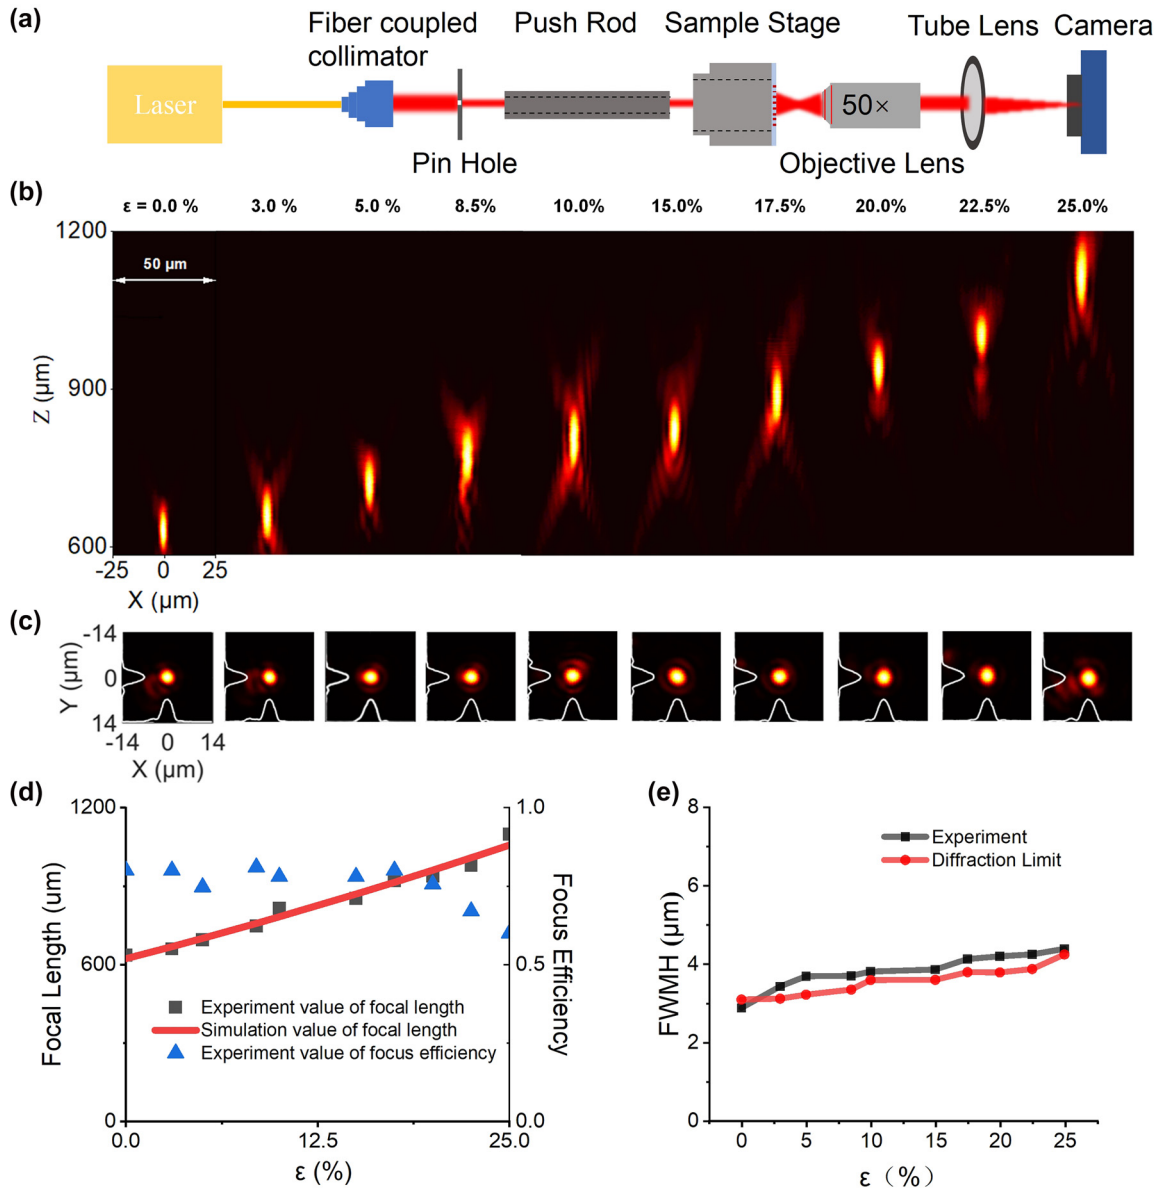 (a)
Fiber coupled
collimator
Push Rod
Sample Stage
Tube Lens
Camera
Laser
50×
Pin Hole
Objective Lens
(b)
ε = 0.0 %
3.0 %
5.0 %
8.5%
10.0%
15.0%
17.5%
20.0%
22.5%
25.0%
1200
50 μm
Z (μm)
900
600
-25
0
25
X (μm)
(c)
-14
Y (μm)
0
14
-14
0
14
X (μm)
(d)
1200
1.0
Focal Length (um)
Focus Efficiency
600
0.5
Experiment value of focal length
Simulation value of focal length
Experiment value of focus efficiency
0
0.0
0.0
12.5
25.0
ε (%)
(e)
8
Experiment
Diffraction Limit
6
FWMH (μm)
4
2
0
0
5
10
15
20
25
ε（%）